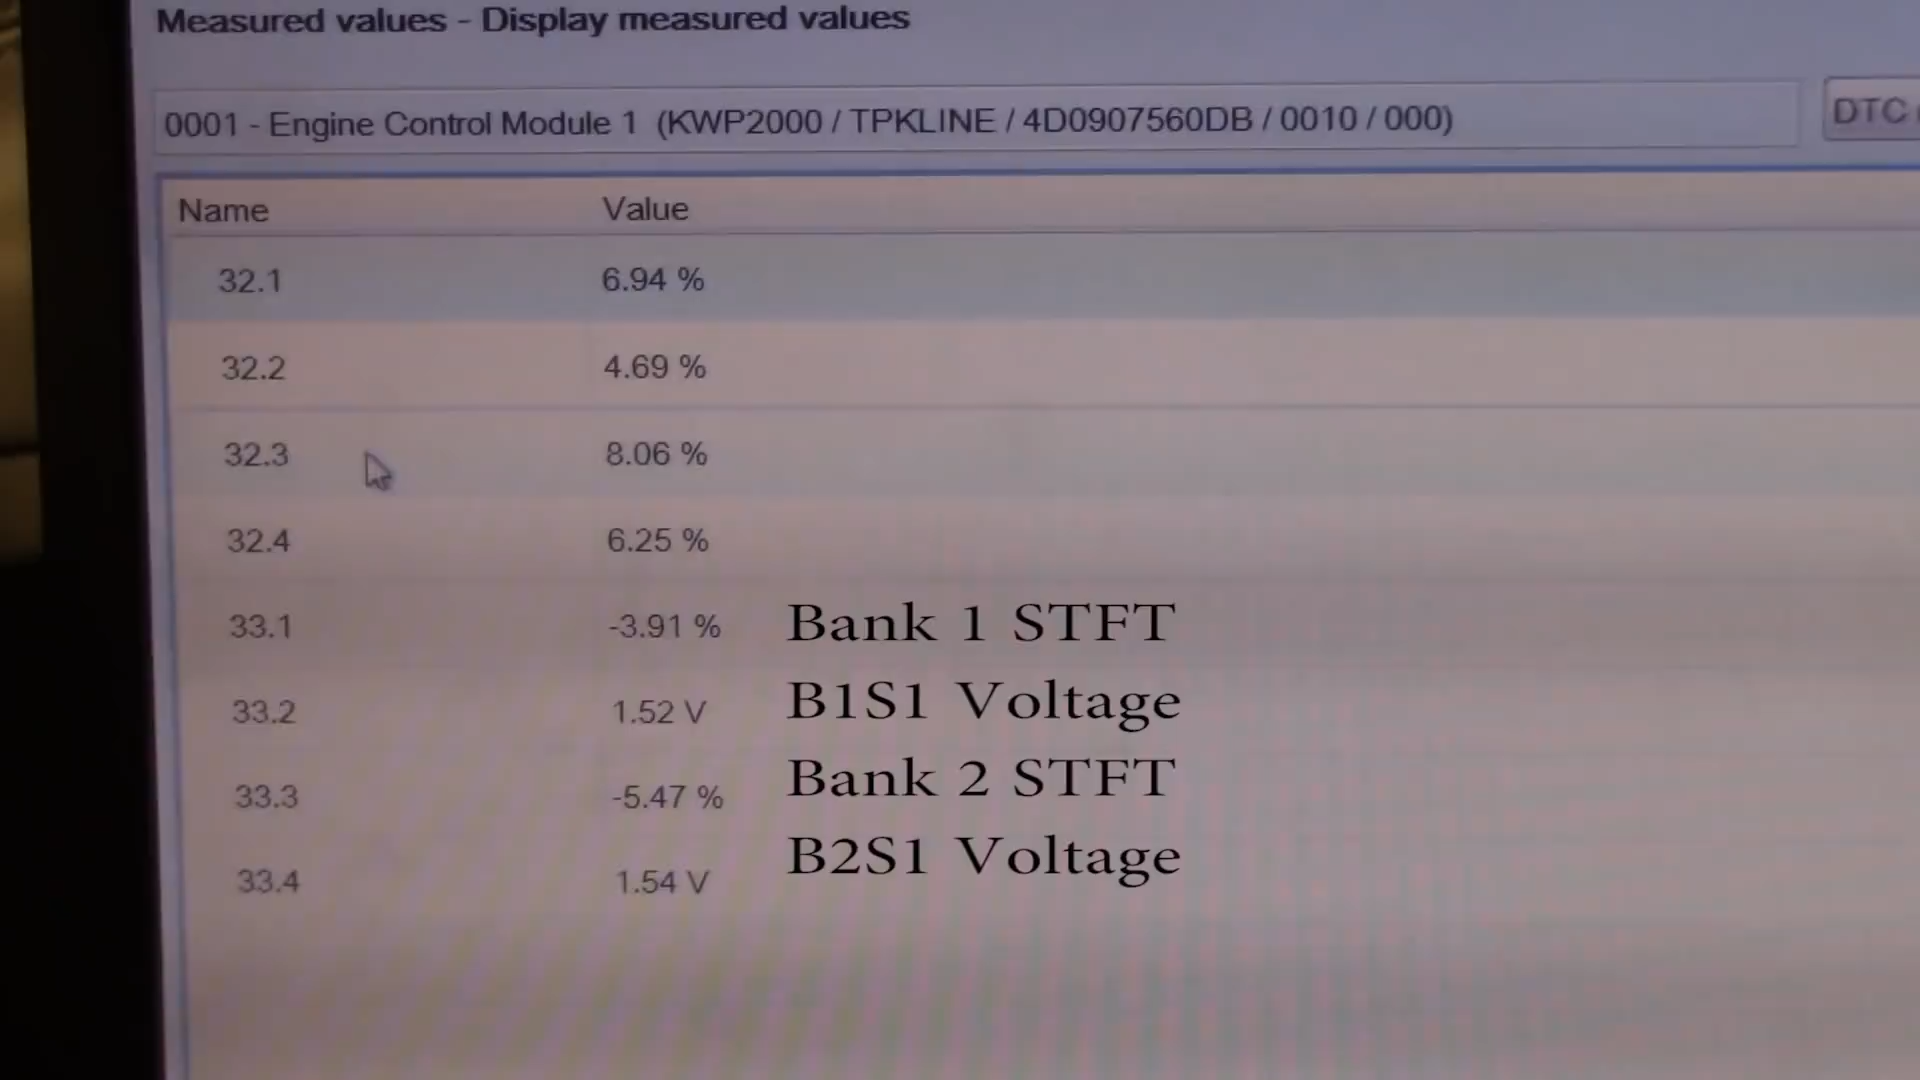 Measured values - Display measured values
0001 - Engine Control Module 1 (KWP2000 / TPKLINE / 4D0907560DB / 0010 / 000)
DTC
Name Value
32.1 6.94 %
32.2 4.69 %
32.3 8.06 %
32.4 6.25 %
33.1 -3.91 % Bank 1 STFT
33.2 1.52 V B1S1 Voltage
33.3 -5.47 % Bank 2 STFT
33.4 1.54 V B2S1 Voltage